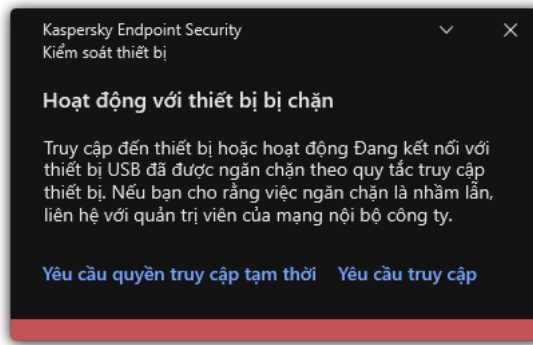 Kaspersky Endpoint Security
Kiểm soát thiết bị
Hoạt động với thiết bị bị chặn
Truy cập đến thiết bị hoặc hoạt động Đang kết nối với
thiết bị USB đã được ngăn chặn theo quy tắc truy cập
thiết bị. Nếu bạn cho rằng việc ngăn chặn là nhầm lẫn,
liên hệ với quản trị viên của mạng nội bộ công ty.
Yêu cầu quyền truy cập tạm thời Yêu cầu truy cập